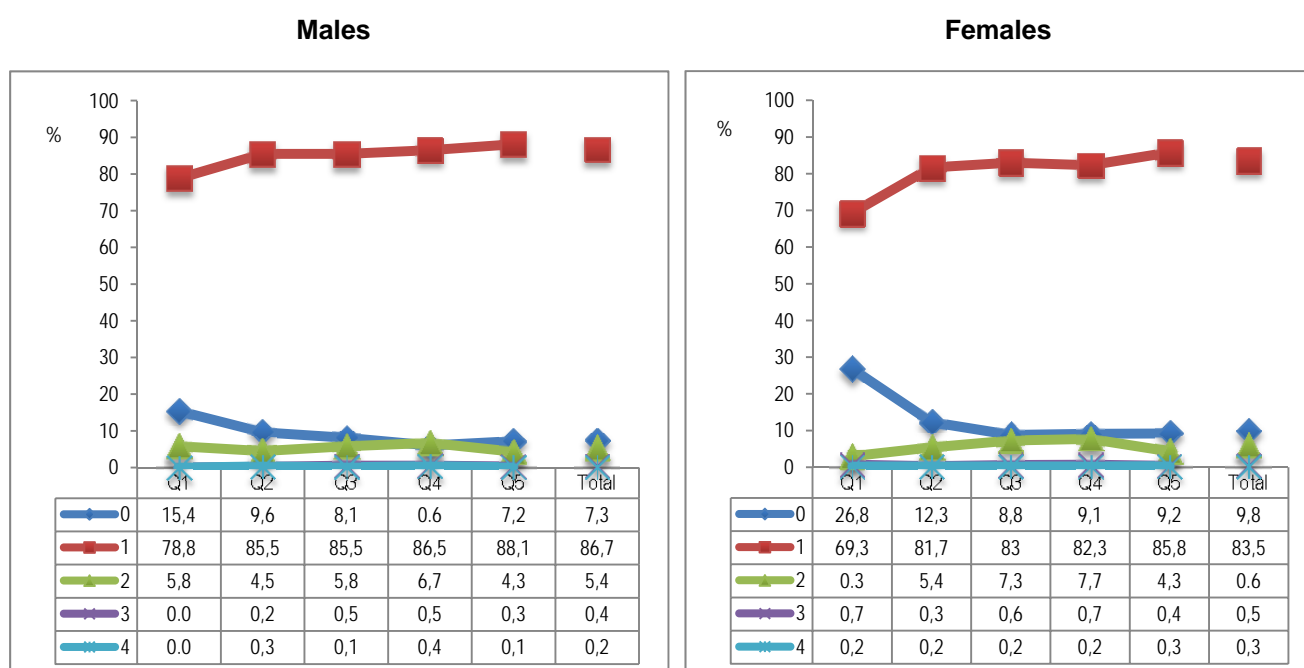 Males
Females
100
90
80
70
60
50
40
30
20
10
0
%
Q1 Q2 Q3 Q4 Q5 Total
0 15,4 9,6 8,1 0.6 7,2 7,3
1 78,8 85,5 85,5 86,5 88,1 86,7
2 5,8 4,5 5,8 6,7 4,3 5,4
3 0.0 0,2 0,5 0,5 0,3 0,4
4 0.0 0,3 0,1 0,4 0,1 0,2
100
90
80
70
60
50
40
30
20
10
0
%
Q1 Q2 Q3 Q4 Q5 Total
0 26,8 12,3 8,8 9,1 9,2 9,8
1 69,3 81,7 83 82,3 85,8 83,5
2 0.3 5,4 7,3 7,7 4,3 0.6
3 0,7 0,3 0,6 0,7 0,4 0,5
4 0,2 0,2 0,2 0,2 0,3 0,3